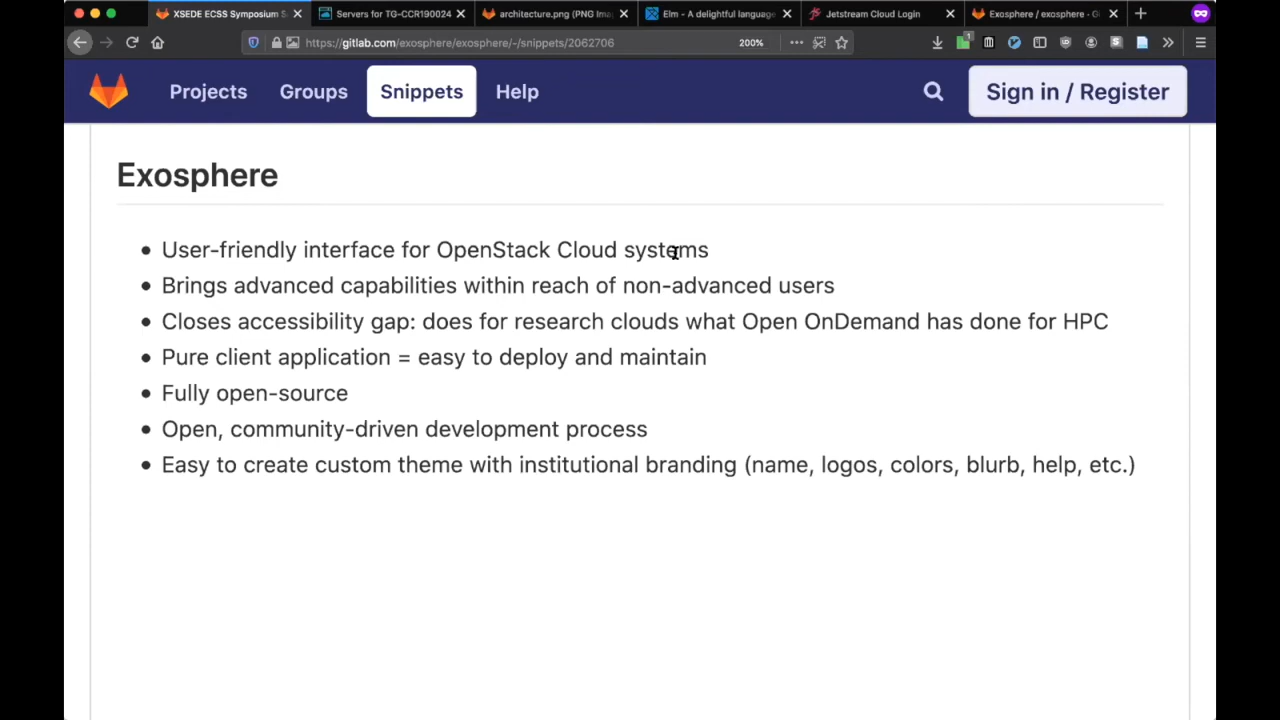 XSEDE ECSS Symposium S
Servers for TG-CCR190024
architecture.png (PNG Ima
Elm - A delightful language
Jetstream Cloud Login
Exosphere / exosphere · G
https://gitlab.com/exosphere/exosphere/-/snippets/2062706
200%
1
Projects
Groups
Snippets
Help
Sign in / Register
Exosphere
• User-friendly interface for OpenStack Cloud systems
• Brings advanced capabilities within reach of non-advanced users
• Closes accessibility gap: does for research clouds what Open OnDemand has done for HPC
• Pure client application = easy to deploy and maintain
• Fully open-source
• Open, community-driven development process
• Easy to create custom theme with institutional branding (name, logos, colors, blurb, help, etc.)